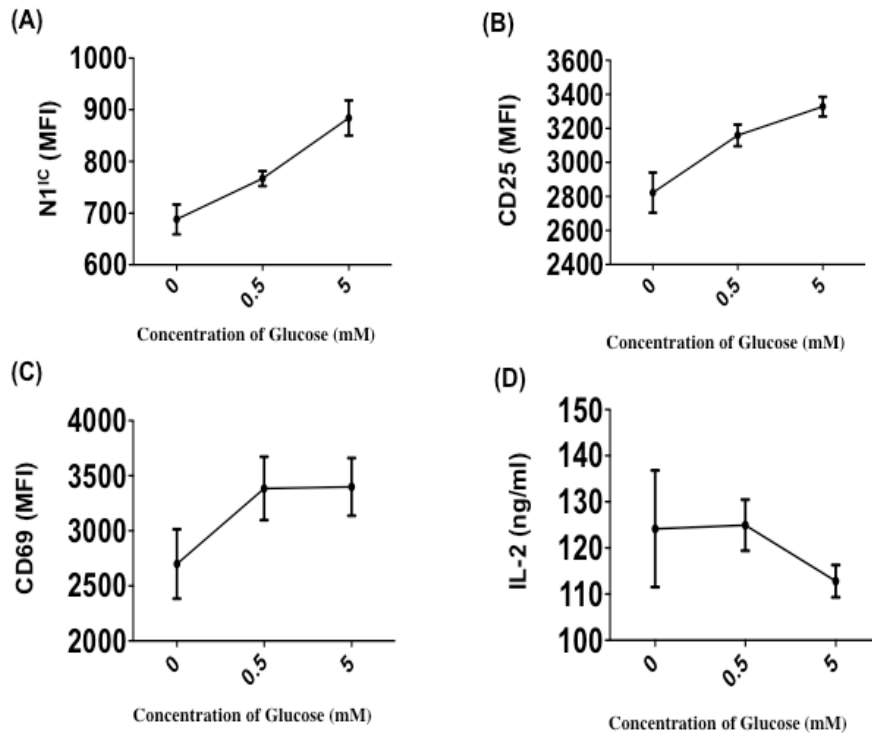 (A)
N1^IC (MFI)
1000
900
800
700
600
0
0.5
5
Concentration of Glucose (mM)
(B)
CD25 (MFI)
3600
3400
3200
3000
2800
2600
2400
0
0.5
5
Concentration of Glucose (mM)
(C)
CD69 (MFI)
4000
3500
3000
2500
2000
0
0.5
5
Concentration of Glucose (mM)
(D)
IL-2 (ng/ml)
150
140
130
120
110
100
0
0.5
5
Concentration of Glucose (mM)